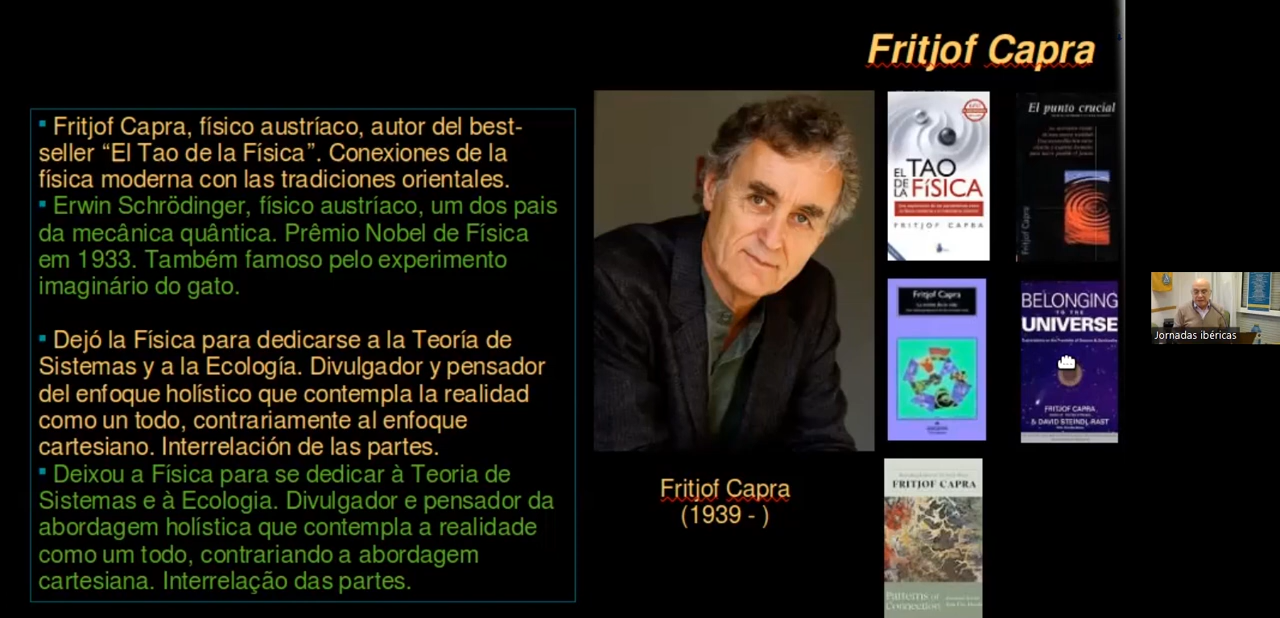 Fritjof Capra
▪ Fritjof Capra, físico austríaco, autor del best-
seller “El Tao de la Física”. Conexiones de la
física moderna con las tradiciones orientales.
▪ Erwin Schrödinger, físico austríaco, um dos pais
da mecânica quântica. Prêmio Nobel de Física
em 1933. Também famoso pelo experimento
imaginário do gato.
▪ Dejó la Física para dedicarse a la Teoría de
Sistemas y a la Ecología. Divulgador y pensador
del enfoque holístico que contempla la realidad
como un todo, contrariamente al enfoque
cartesiano. Interrelación de las partes.
▪ Deixou a Física para se dedicar à Teoria de
Sistemas e à Ecologia. Divulgador e pensador da
abordagem holística que contempla a realidade
como um todo, contrariando a abordagem
cartesiana. Interrelação das partes.
Fritjof Capra
(1939 - )
EL TAO
DE LA FÍSICA
FRITJOF CAPRA
El punto crucial
Fritjof Capra
Fritjof Capra
BELONGING
TO THE
UNIVERSE
FRITJOF CAPRA
& DAVID STEINDL-RAST
FRITJOF CAPRA
Patterns of
Connection
Jornadas ibéricas